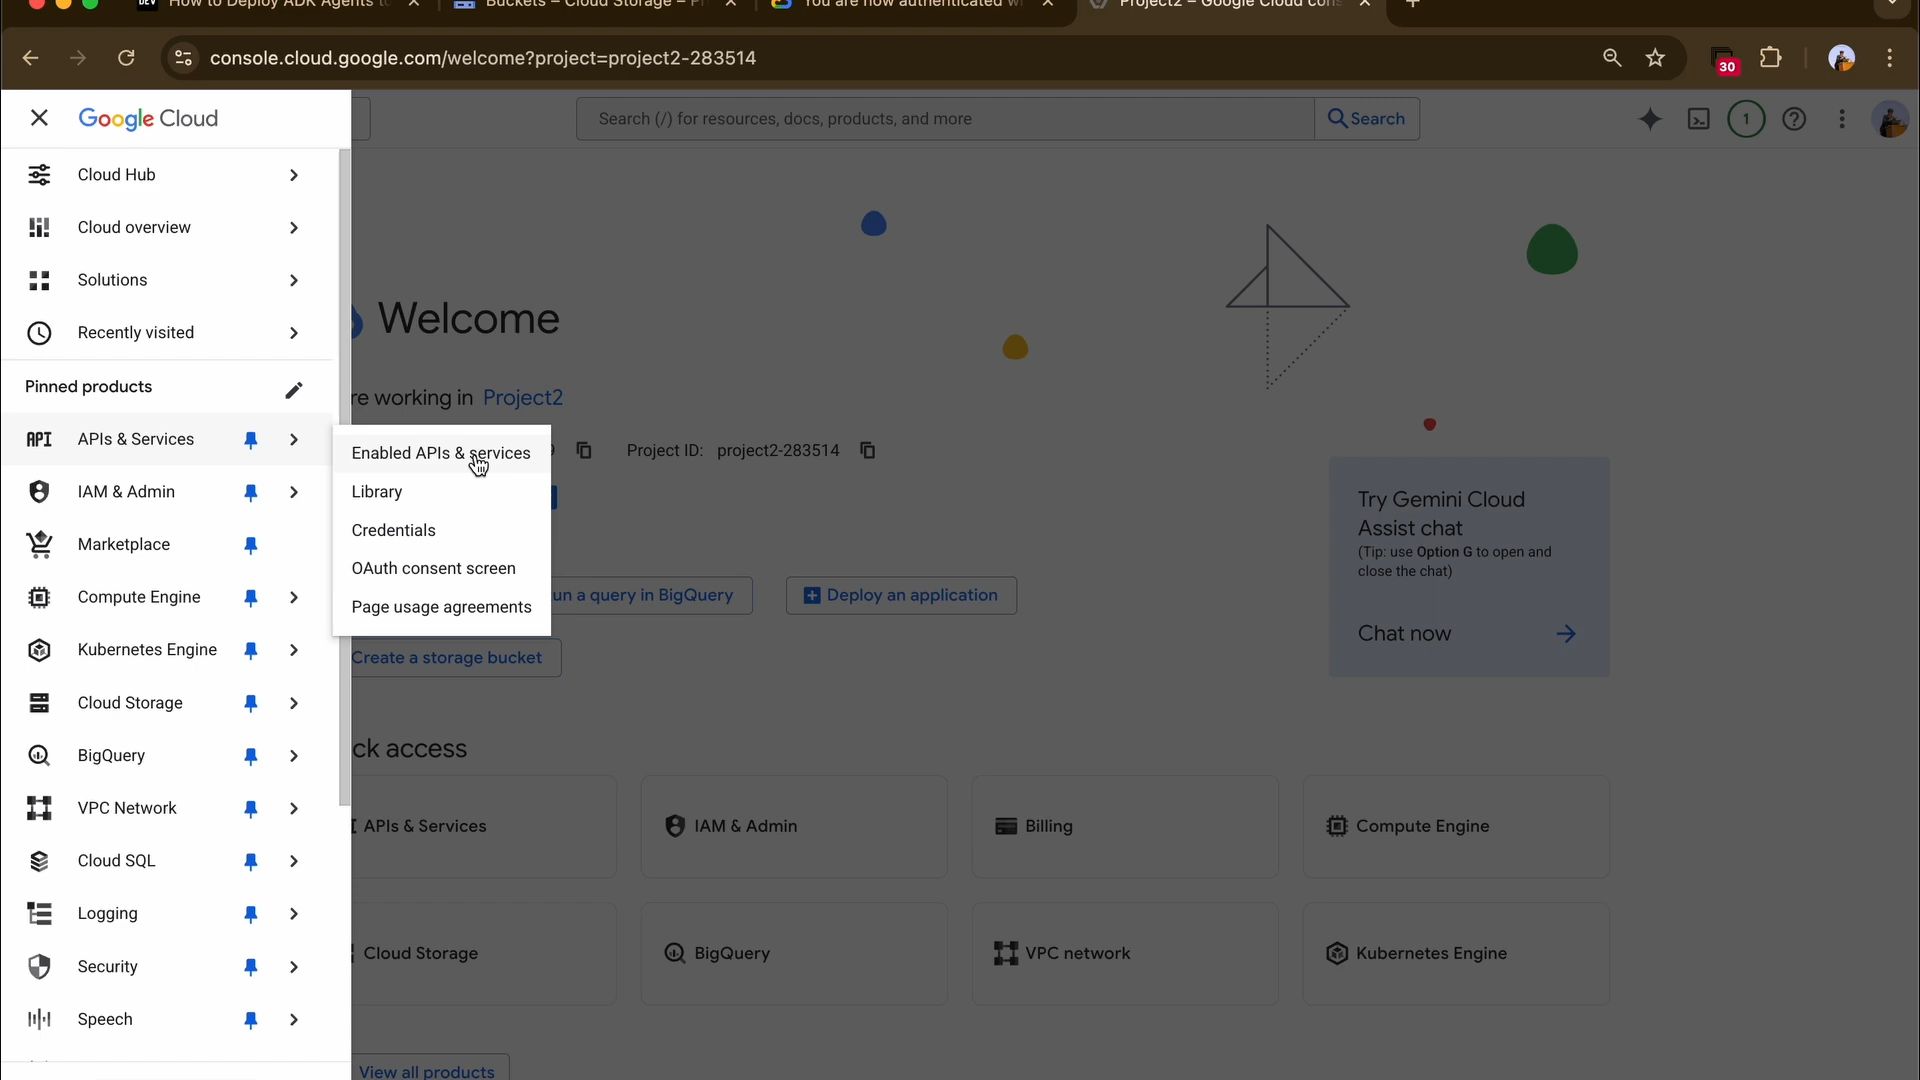 DEV How to Deploy ADK Agents to
Buckets – Cloud Storage –
You are now authenticated
Project2 – Google Cloud
console.cloud.google.com/welcome?project=project2-283514
30
Google Cloud
Search (/) for resources, docs, products, and more
Search
1
Cloud Hub
Cloud overview
Solutions
Recently visited
Pinned products
API APIs & Services
IAM & Admin
Marketplace
Compute Engine
Kubernetes Engine
Cloud Storage
BigQuery
VPC Network
Cloud SQL
Logging
Security
Speech
Enabled APIs & services
Library
Credentials
OAuth consent screen
Page usage agreements
Welcome
re working in Project2
9
Project ID: project2-283514
un a query in BigQuery
Deploy an application
Create a storage bucket
Try Gemini Cloud
Assist chat
(Tip: use Option G to open and
close the chat)
Chat now
ck access
APIs & Services
IAM & Admin
Billing
Compute Engine
Cloud Storage
BigQuery
VPC network
Kubernetes Engine
View all products